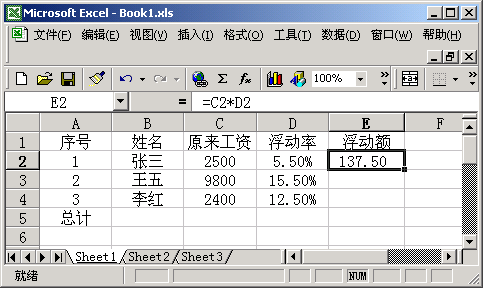 Microsoft Excel - Book1.xls
文件(F) 编辑(E) 视图(V) 插入(I) 格式(O) 工具(T) 数据(D) 窗口(W) 帮助(H)
Σ fx 100%
E2 = =C2*D2
A B C D E F
1 序号 姓名 原来工资 浮动率 浮动额
2 1 张三 2500 5.50% 137.50
3 2 王五 9800 15.50%
4 3 李红 2400 12.50%
5 总计
6
Sheet1 Sheet2 Sheet3
就绪 NUM